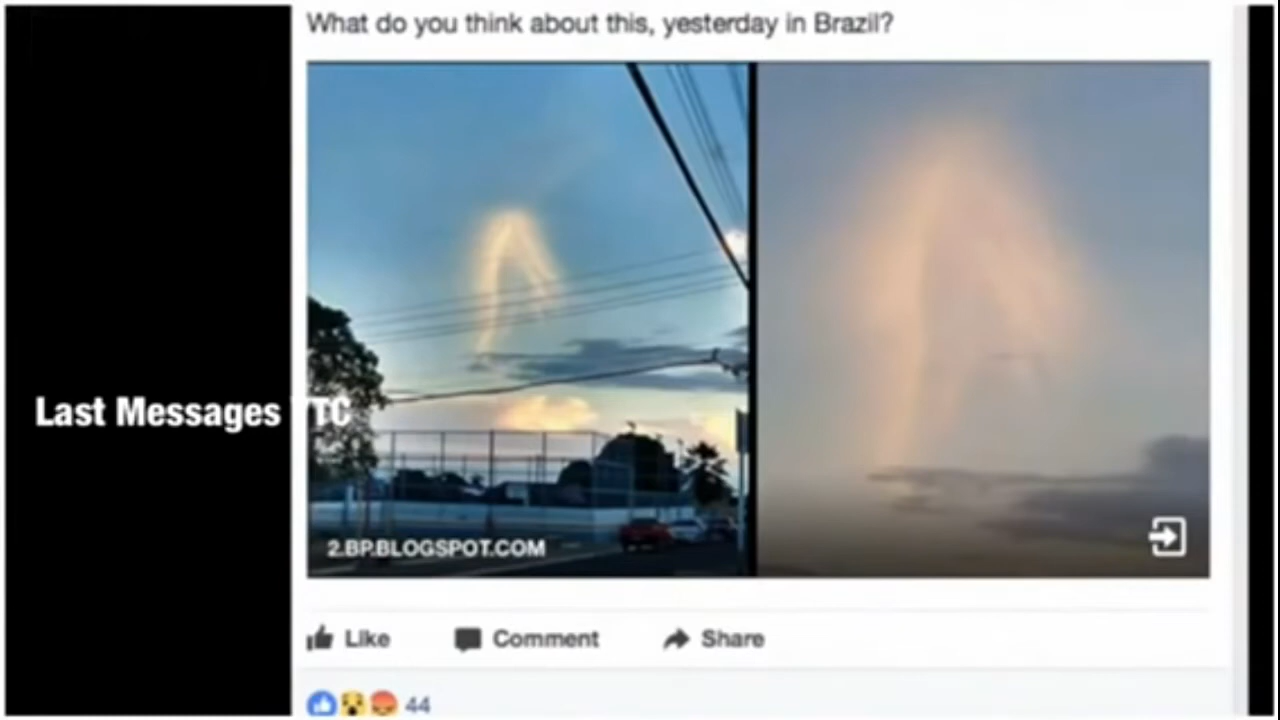 What do you think about this, yesterday in Brazil?
Last Messages YTC
2.BP.BLOGSPOT.COM
Like Comment Share
44